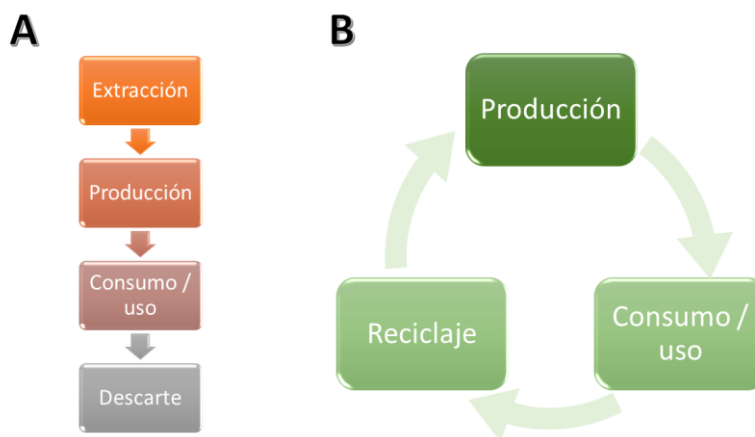 A
Extracción
Producción
Consumo /
uso
Descarte
B
Producción
Consumo /
uso
Reciclaje